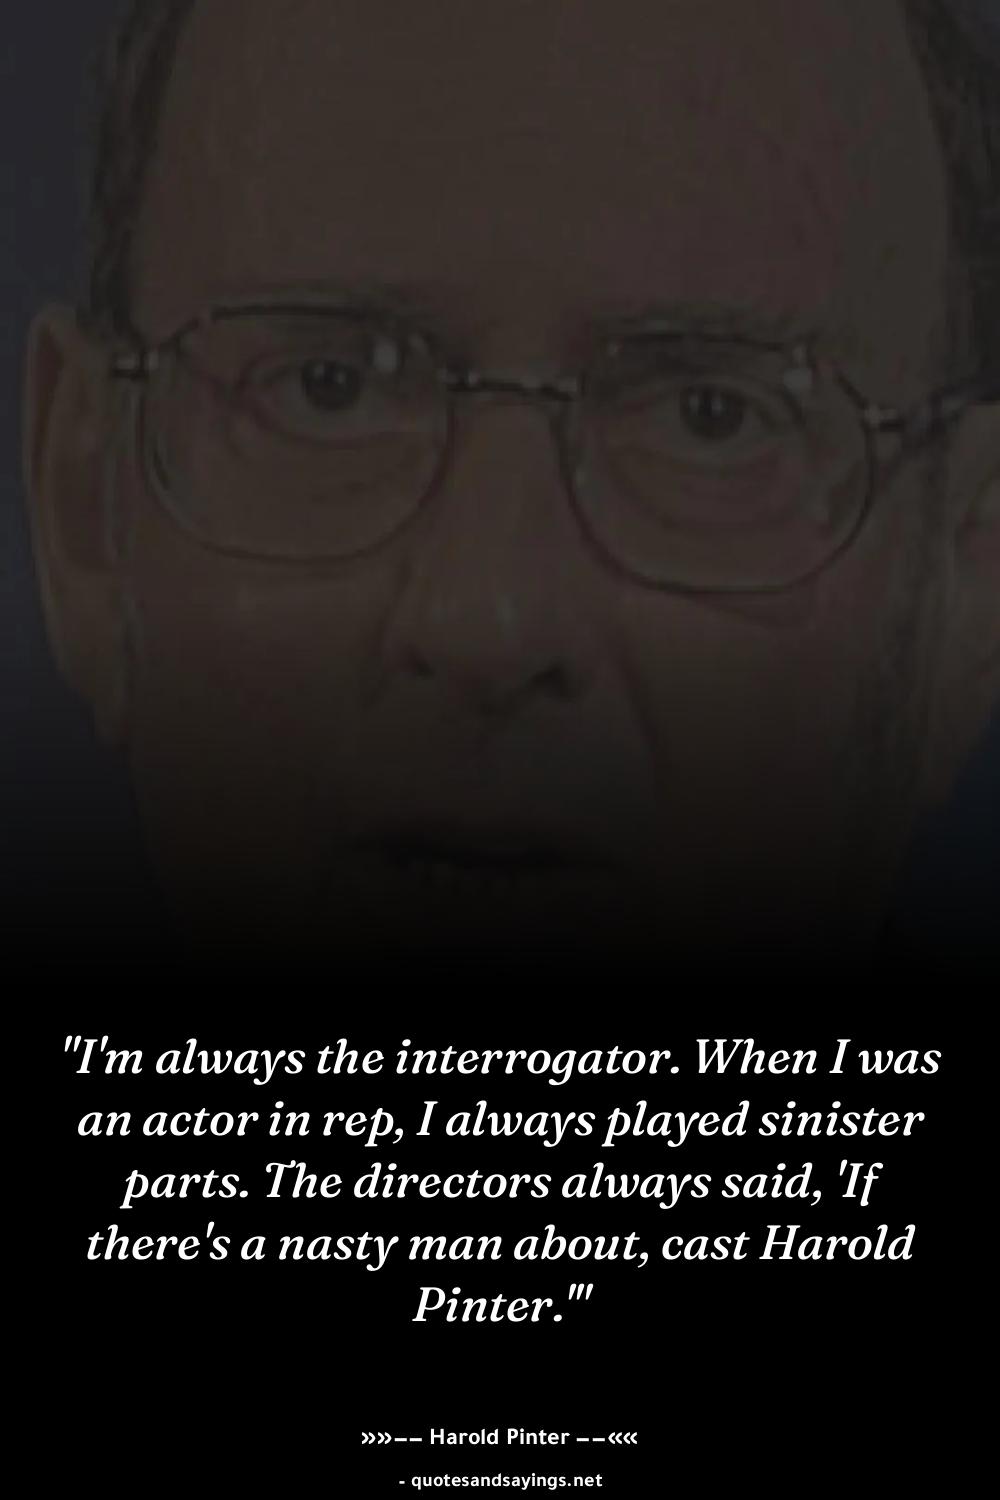 "I'm always the interrogator. When I was
an actor in rep, I always played sinister
parts. The directors always said, 'If
there's a nasty man about, cast Harold
Pinter.'"
»»–– Harold Pinter ––««
- quotesandsayings.net